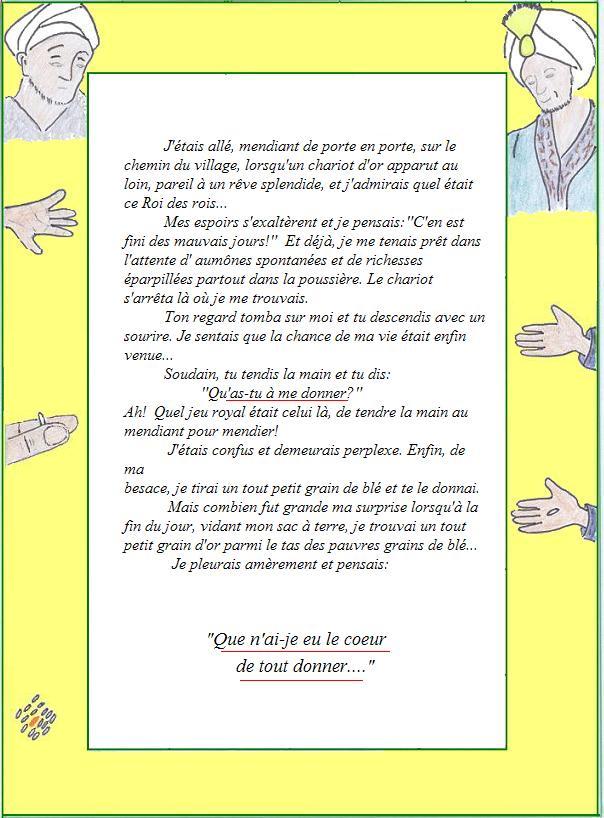 J'étais allé, mendiant de porte en porte, sur le
chemin du village, lorsqu'un chariot d'or apparut au
loin, pareil à un rêve splendide, et j'admirais quel était
ce Roi des rois...
Mes espoirs s'exaltèrent et je pensais:"C'en est
fini des mauvais jours!" Et déjà, je me tenais prêt dans
l'attente d' aumônes spontanées et de richesses
éparpillées partout dans la poussière. Le chariot
s'arrêta là où je me trouvais.
Ton regard tomba sur moi et tu descendis avec un
sourire. Je sentais que la chance de ma vie était enfin
venue...
Soudain, tu tendis la main et tu dis:
"Qu'as-tu à me donner?"
Ah! Quel jeu royal était celui là, de tendre la main au
mendiant pour mendier!
J'étais confus et demeurais perplexe. Enfin, de
ma
besace, je tirai un tout petit grain de blé et te le donnai.
Mais combien fut grande ma surprise lorsqu'à la
fin du jour, vidant mon sac à terre, je trouvai un tout
petit grain d'or parmi le tas des pauvres grains de blé...
Je pleurais amèrement et pensais:
"Que n'ai-je eu le coeur
de tout donner...."